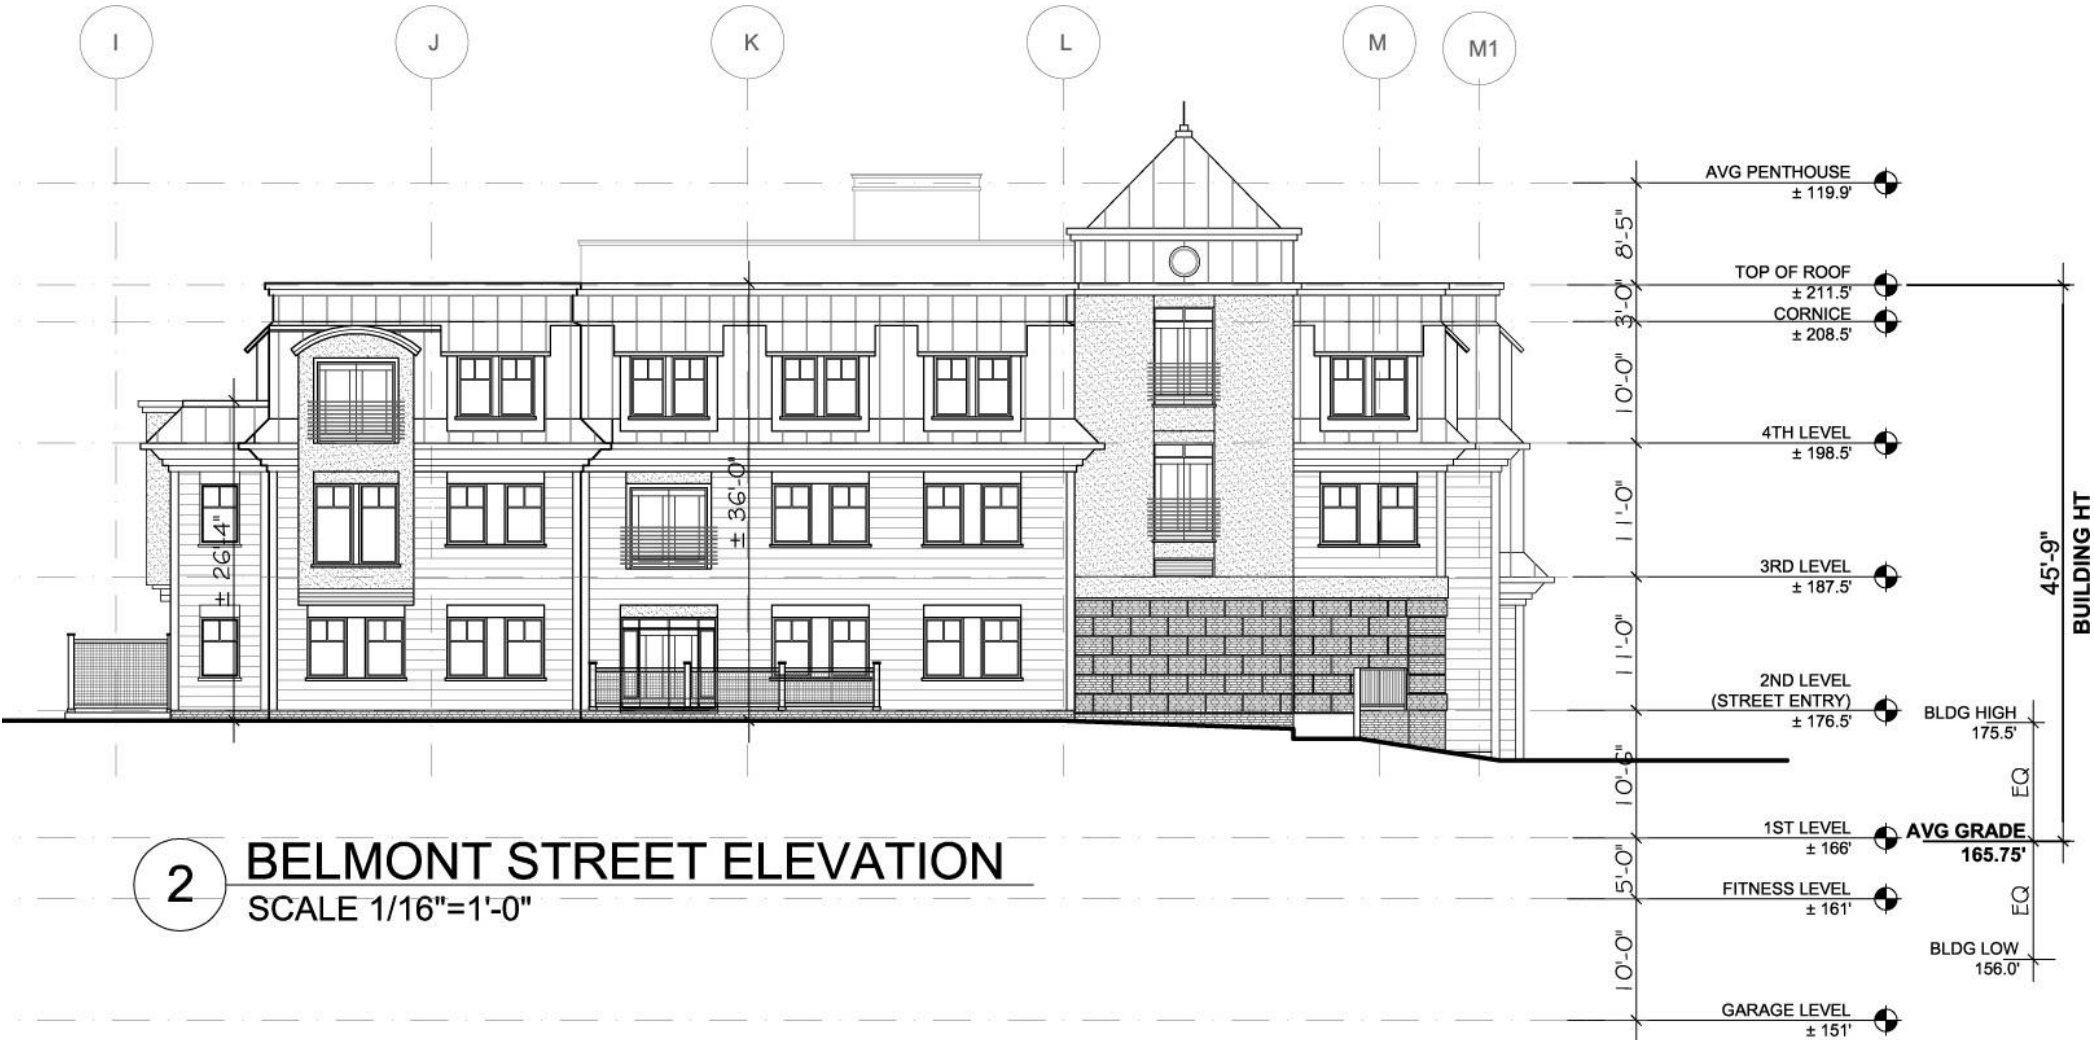 I
J
K
L
M
M1
AVG PENTHOUSE
± 119.9'
8'-5"
TOP OF ROOF
± 211.5'
3'-0"
CORNICE
± 208.5'
10'-0"
4TH LEVEL
± 198.5'
11'-0"
3RD LEVEL
± 187.5'
11'-0"
2ND LEVEL
(STREET ENTRY)
± 176.5'
10'-6"
1ST LEVEL
± 166'
5'-0"
FITNESS LEVEL
± 161'
10'-0"
GARAGE LEVEL
± 151'
± 26'-4"
± 36'-0"
BLDG HIGH
175.5'
EQ
AVG GRADE
165.75'
EQ
BLDG LOW
156.0'
45'-9"
BUILDING HT
2
BELMONT STREET ELEVATION
SCALE 1/16"=1'-0"